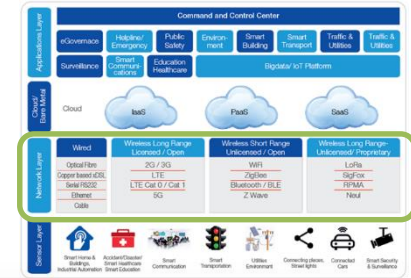 Command and Control Center
Applications Layer
eGovernace
Helpline/
Emergency
Public
Safety
Environ-
ment
Smart
Building
Smart
Transport
Traffic &
Utilities
Traffic &
Utilities
Surveillance
Smart
Communi-
cations
Education
Healthcare
Bigdata/ IoT Platform
Cloud/
Bare Metal
Cloud
IaaS
PaaS
SaaS
Network Layer
Wired
Optical Fibre
Copper based xDSL
Serial RS232
Ethernet
Cable
Wireless Long Range
Licensed / Open
2G / 3G
LTE
LTE Cat 0 / Cat 1
5G
Wireless Short Range
Unlicensed / Open
WiFi
ZigBee
Bluetooth / BLE
Z Wave
Wireless Long Range-
Unlicensed/ Proprietary
LoRa
SigFox
RPMA
Neul
Sensor Layer
Smart Home &
Buildings,
Industrial Automation
Accident/Disaster/
Smart Healthcare
Smart Education
Smart
Communication
Smart
Transportation
Utilities
Environment
Connecting places,
Street lights
Connected
Cars
Smart Security
& Surveillance